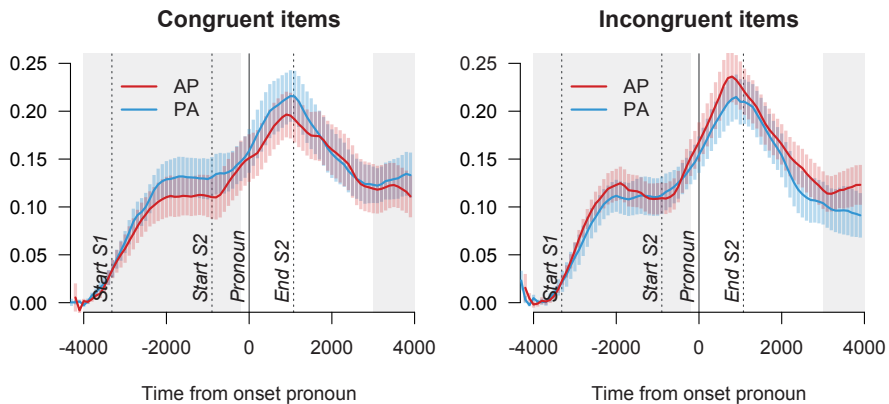 Congruent items
0.25
0.20
0.15
0.10
0.05
0.00
AP
PA
Start S1
Start S2
Pronoun
End S2
-4000 -2000 0 2000 4000
Time from onset pronoun
Incongruent items
0.25
0.20
0.15
0.10
0.05
0.00
AP
PA
Start S1
Start S2
Pronoun
End S2
-4000 -2000 0 2000 4000
Time from onset pronoun